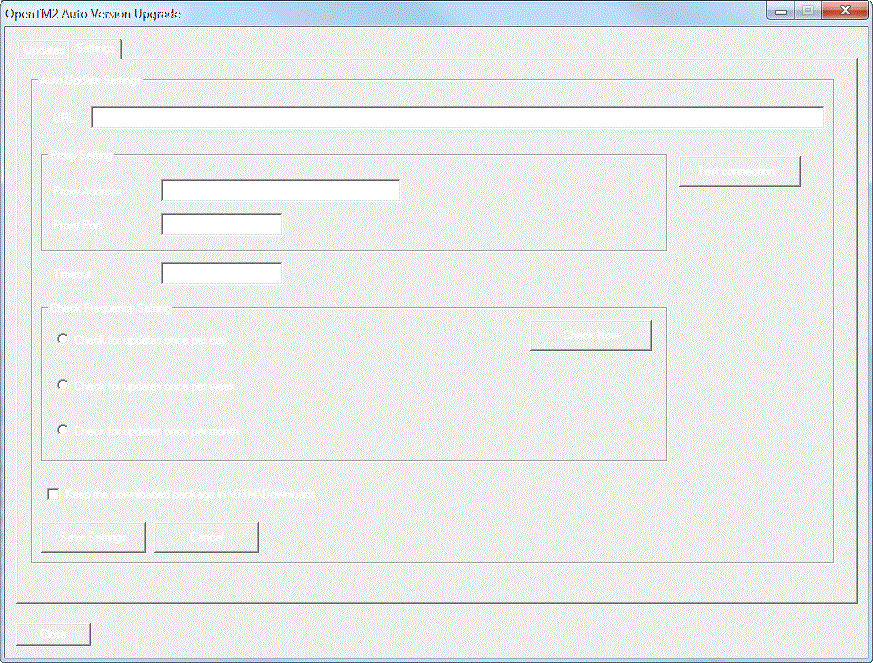 OpenTM2 Auto Version Upgrade
Updates Settings
Auto Update Settings
URL:
Proxy Setting
Test connection
Proxy Address:
Proxy Port:
Timeout:
Check Frequency Setting
Check for updates once per day
Check Now
Check for updates once per week
Check for updates once per month
Keep the downloaded package in
Save Settings Cancel
Close